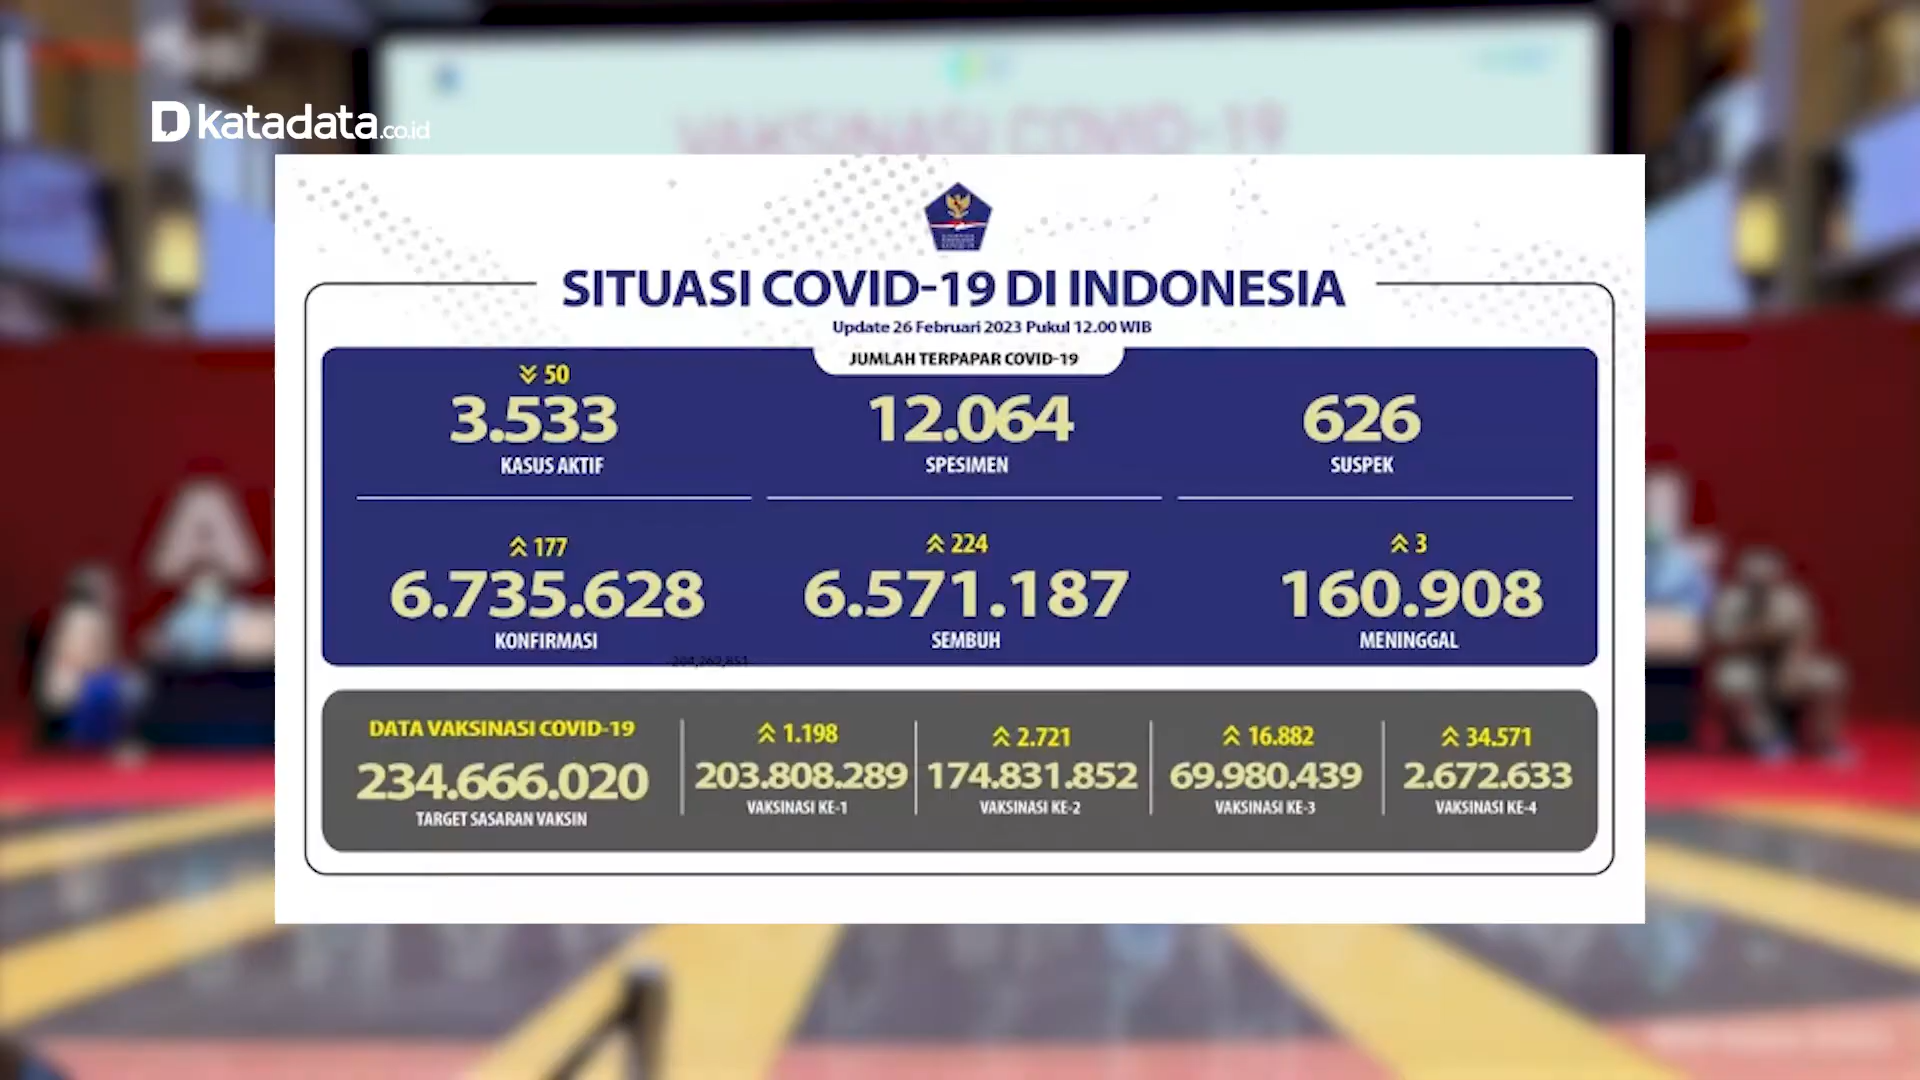 katadata.co.id
VAKSINASI COVID-19
SITUASI COVID-19 DI INDONESIA
Update 26 Februari 2023 Pukul 12.00 WIB
JUMLAH TERPAPAR COVID-19
50
3.533
KASUS AKTIF
12.064
SPESIMEN
626
SUSPEK
177
6.735.628
KONFIRMASI
224
6.571.187
SEMBUH
3
160.908
MENINGGAL
DATA VAKSINASI COVID-19
234.666.020
TARGET SASARAN VAKSIN
1.198
203.808.289
VAKSINASI KE-1
2.721
174.831.852
VAKSINASI KE-2
16.882
69.980.439
VAKSINASI KE-3
34.571
2.672.633
VAKSINASI KE-4